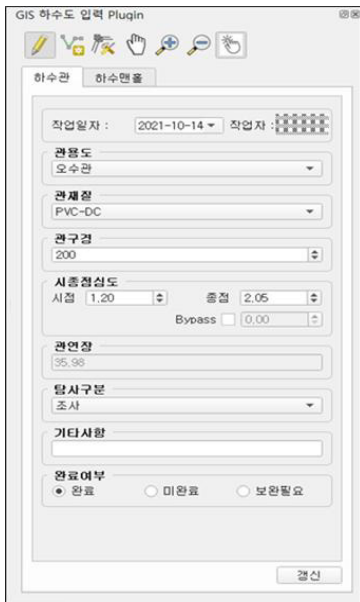 GIS 하수도 입력 Plugin
하수관 하수맨홀
작업일자 : 2021-10-14 작업자 :
관용도
오수관
관재질
PVC-DC
관구경
200
시종점심도
시점 1.20 종점 2.05
Bypass 0.00
관연장
35.98
탐사구분
조사
기타사항
완료여부
완료 미완료 보완필요
갱신